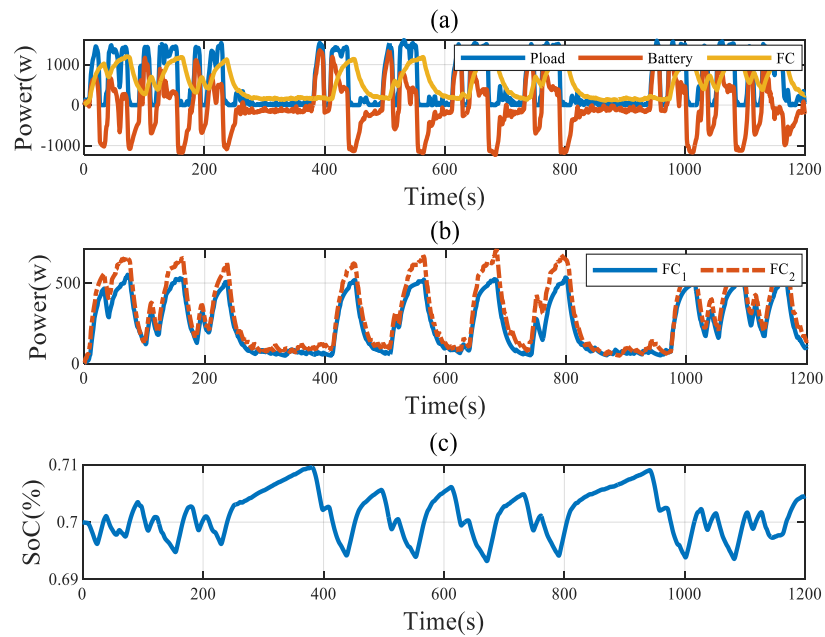 (a)
Pload Battery FC
1000
0
-1000
Power(w)
0 200 400 600 800 1000 1200
Time(s)
(b)
FC1 FC2
500
0
Power(w)
0 200 400 600 800 1000 1200
Time(s)
(c)
0.71
0.7
0.69
SoC(%)
0 200 400 600 800 1000 1200
Time(s)